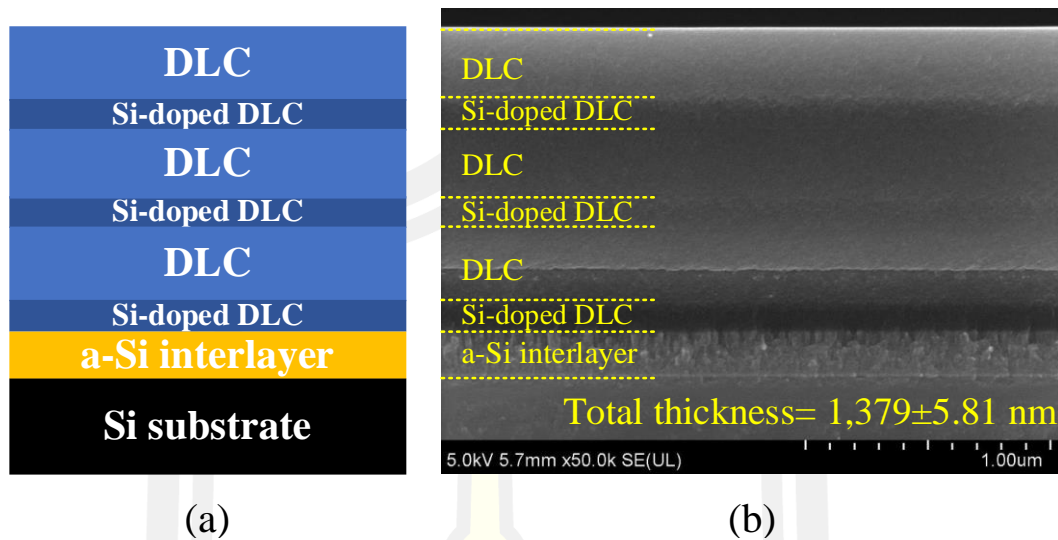 DLC
Si-doped DLC
DLC
Si-doped DLC
DLC
Si-doped DLC
a-Si interlayer
Si substrate
(a)
DLC
Si-doped DLC
DLC
Si-doped DLC
DLC
Si-doped DLC
a-Si interlayer
Total thickness= 1,379±5.81 nm
5.0kV 5.7mm x50.0k SE(UL)
1.00um
(b)